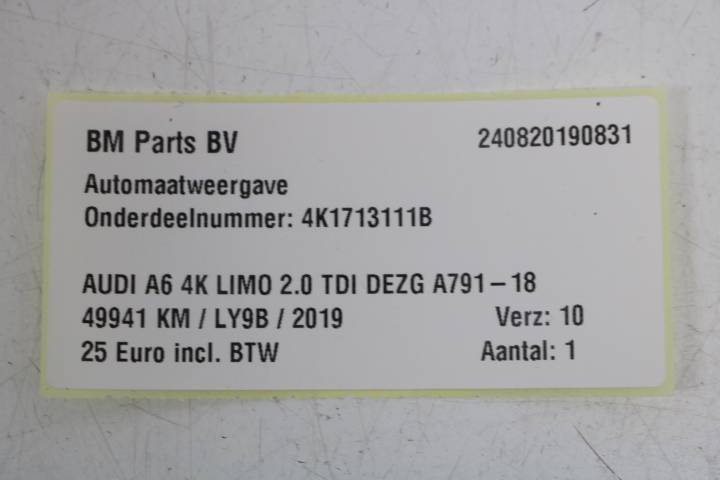 BM Parts BV 240820190831
Automaatweergave
Onderdeelnummer: 4K1713111B
AUDI A6 4K LIMO 2.0 TDI DEZG A791-18
49941 KM / LY9B / 2019 Verz: 10
25 Euro incl. BTW Aantal: 1